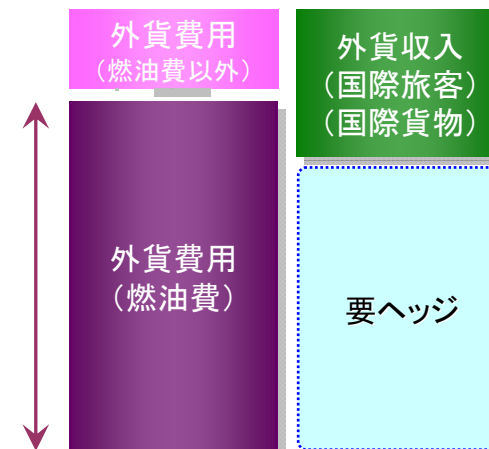 外貨費用
（燃油費以外）
外貨費用
（燃油費）
外貨収入
（国際旅客）
（国際貨物）
要ヘッジ